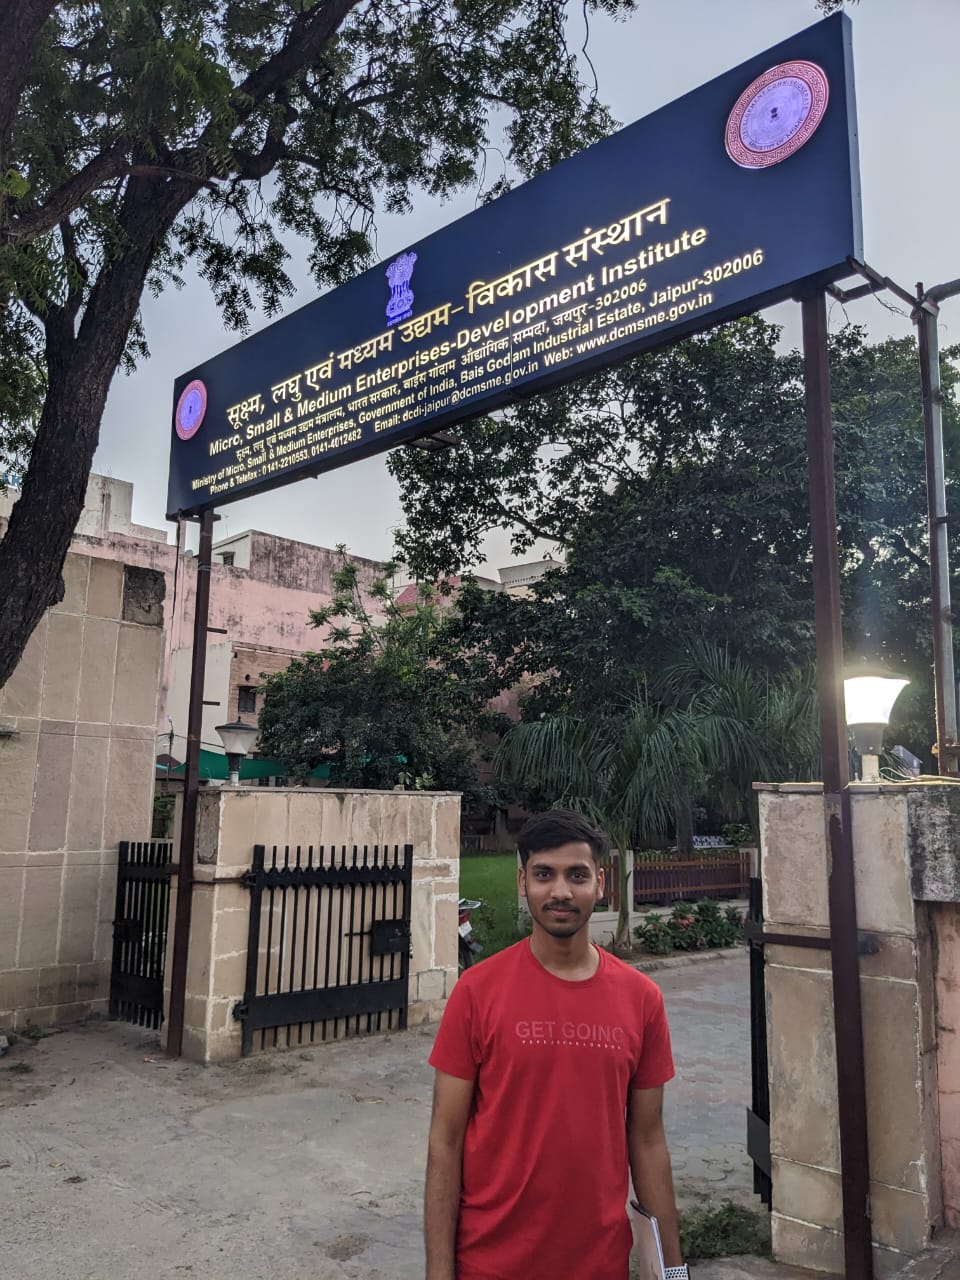 सूक्ष्म, लघु एवं मध्यम उद्यम-विकास संस्थान
Micro, Small & Medium Enterprises-Development Institute
सूक्ष्म, लघु एवं मध्यम उद्यम मंत्रालय, भारत सरकार, बाईस गोदाम औद्योगिक सम्पदा, जयपुर-302006
Ministry of Micro, Small & Medium Enterprises, Government of India, Bais Godam Industrial Estate, Jaipur-302006
Phone & Telefax : 0141-2210553, 0141-4012482 Email: dcdi-jaipur@dcmsme.gov.in Web: www.dcmsme.gov.in
GET GOING